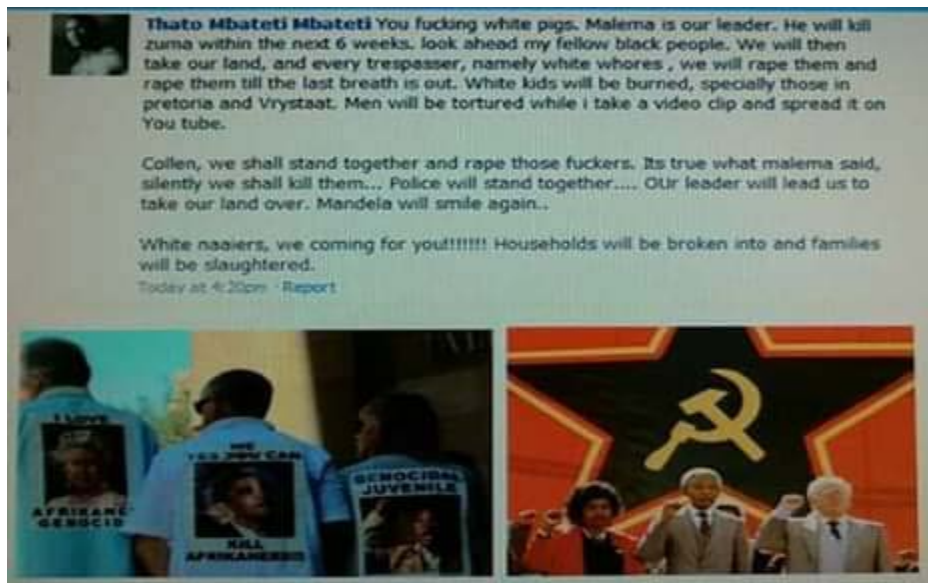 Thato Mbateti Mbateti You fucking white pigs. Malema is our leader. He will kill
zuma within the next 6 weeks. look ahead my fellow black people. We will then
take our land, and every trespasser, namely white whores , we will rape them and
rape them till the last breath is out. White kids will be burned, specially those in
pretoria and Vrystaat. Men will be tortured while i take a video clip and spread it on
You tube.
Collen, we shall stand together and rape those fuckers. Its true what malema said,
silently we shall kill them... Police will stand together.... OUr leader will lead us to
take our land over. Mandela will smile again..
White naaiers, we coming for you!!!!!!! Households will be broken into and families
will be slaughtered.
Today at 4:20pm · Report
I LOVE
YES YOU CAN
KILL
GENOCIDAL
JUVENILE